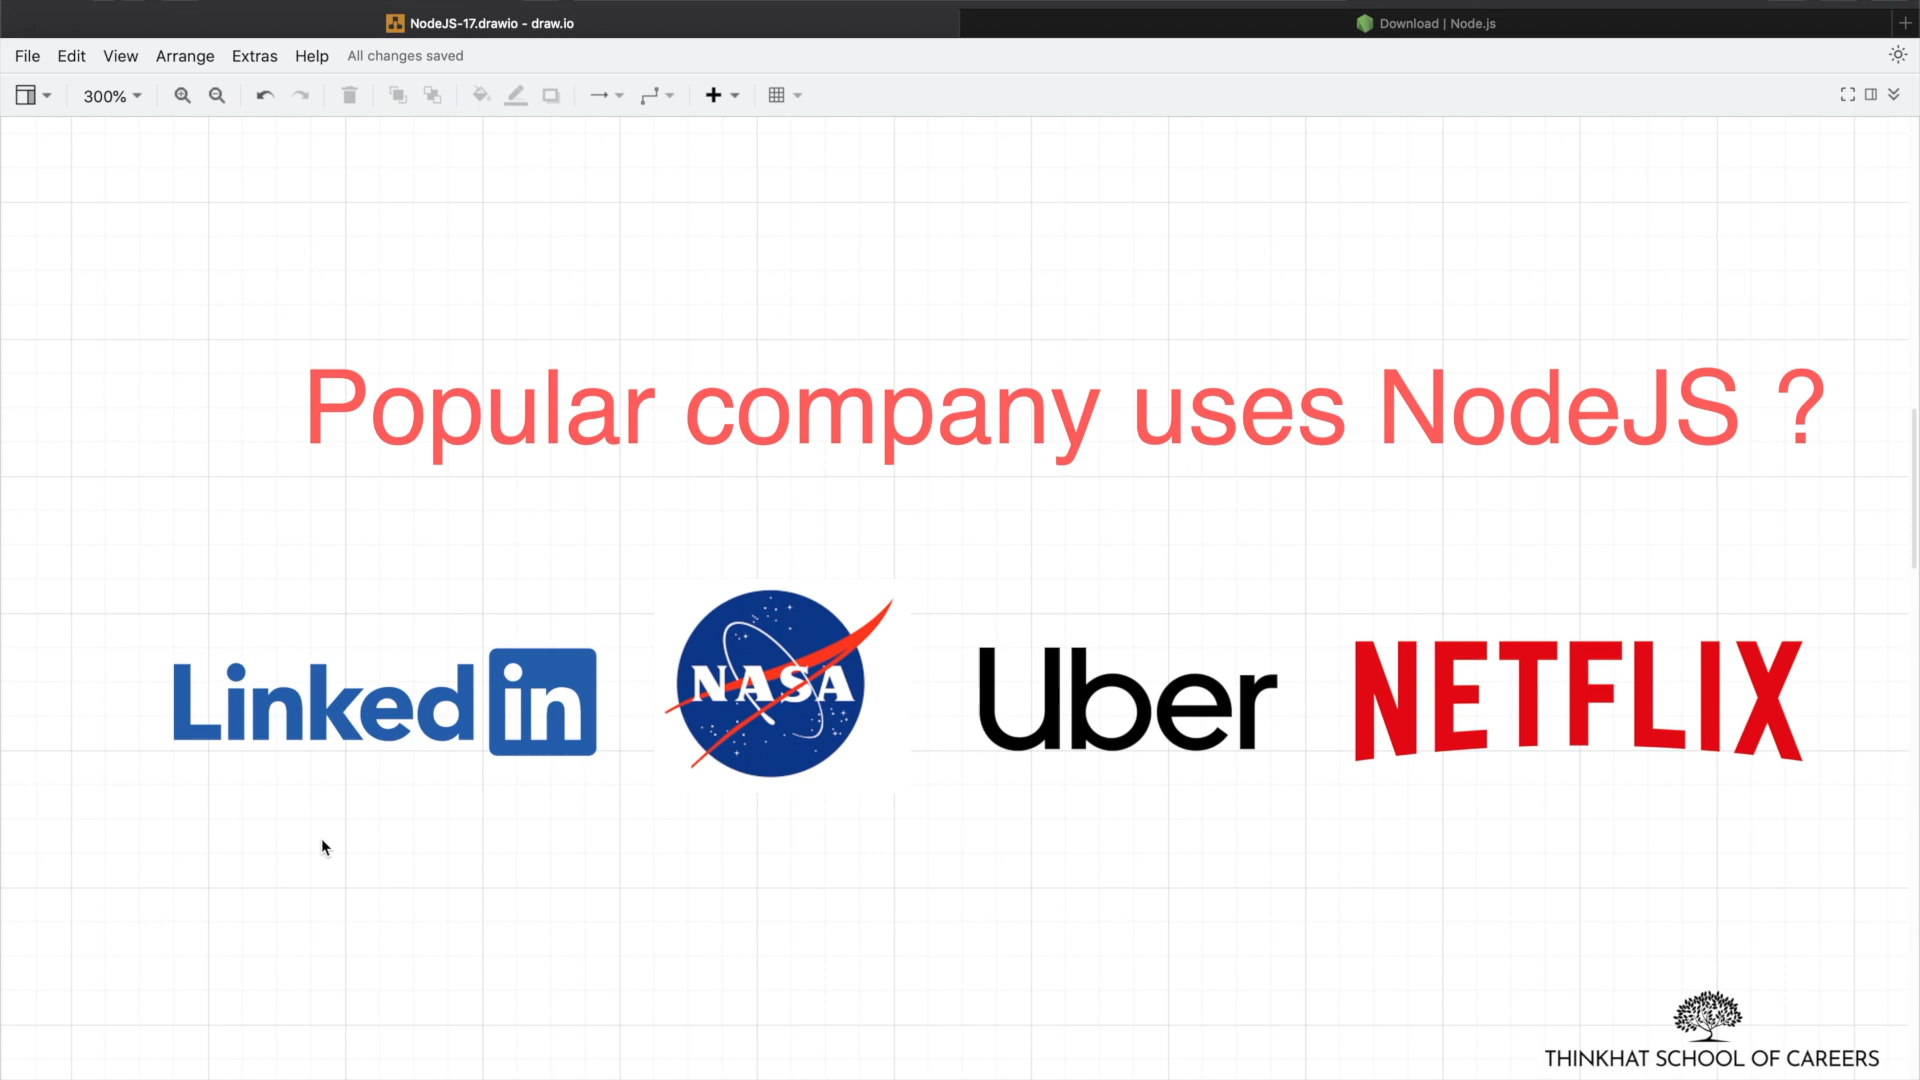 NodeJS-17.drawio - draw.io
Download | Node.js
File Edit View Arrange Extras Help All changes saved
300%
Popular company uses NodeJS ?
Linked in
NASA
Uber
NETFLIX
THINKHAT SCHOOL OF CAREERS